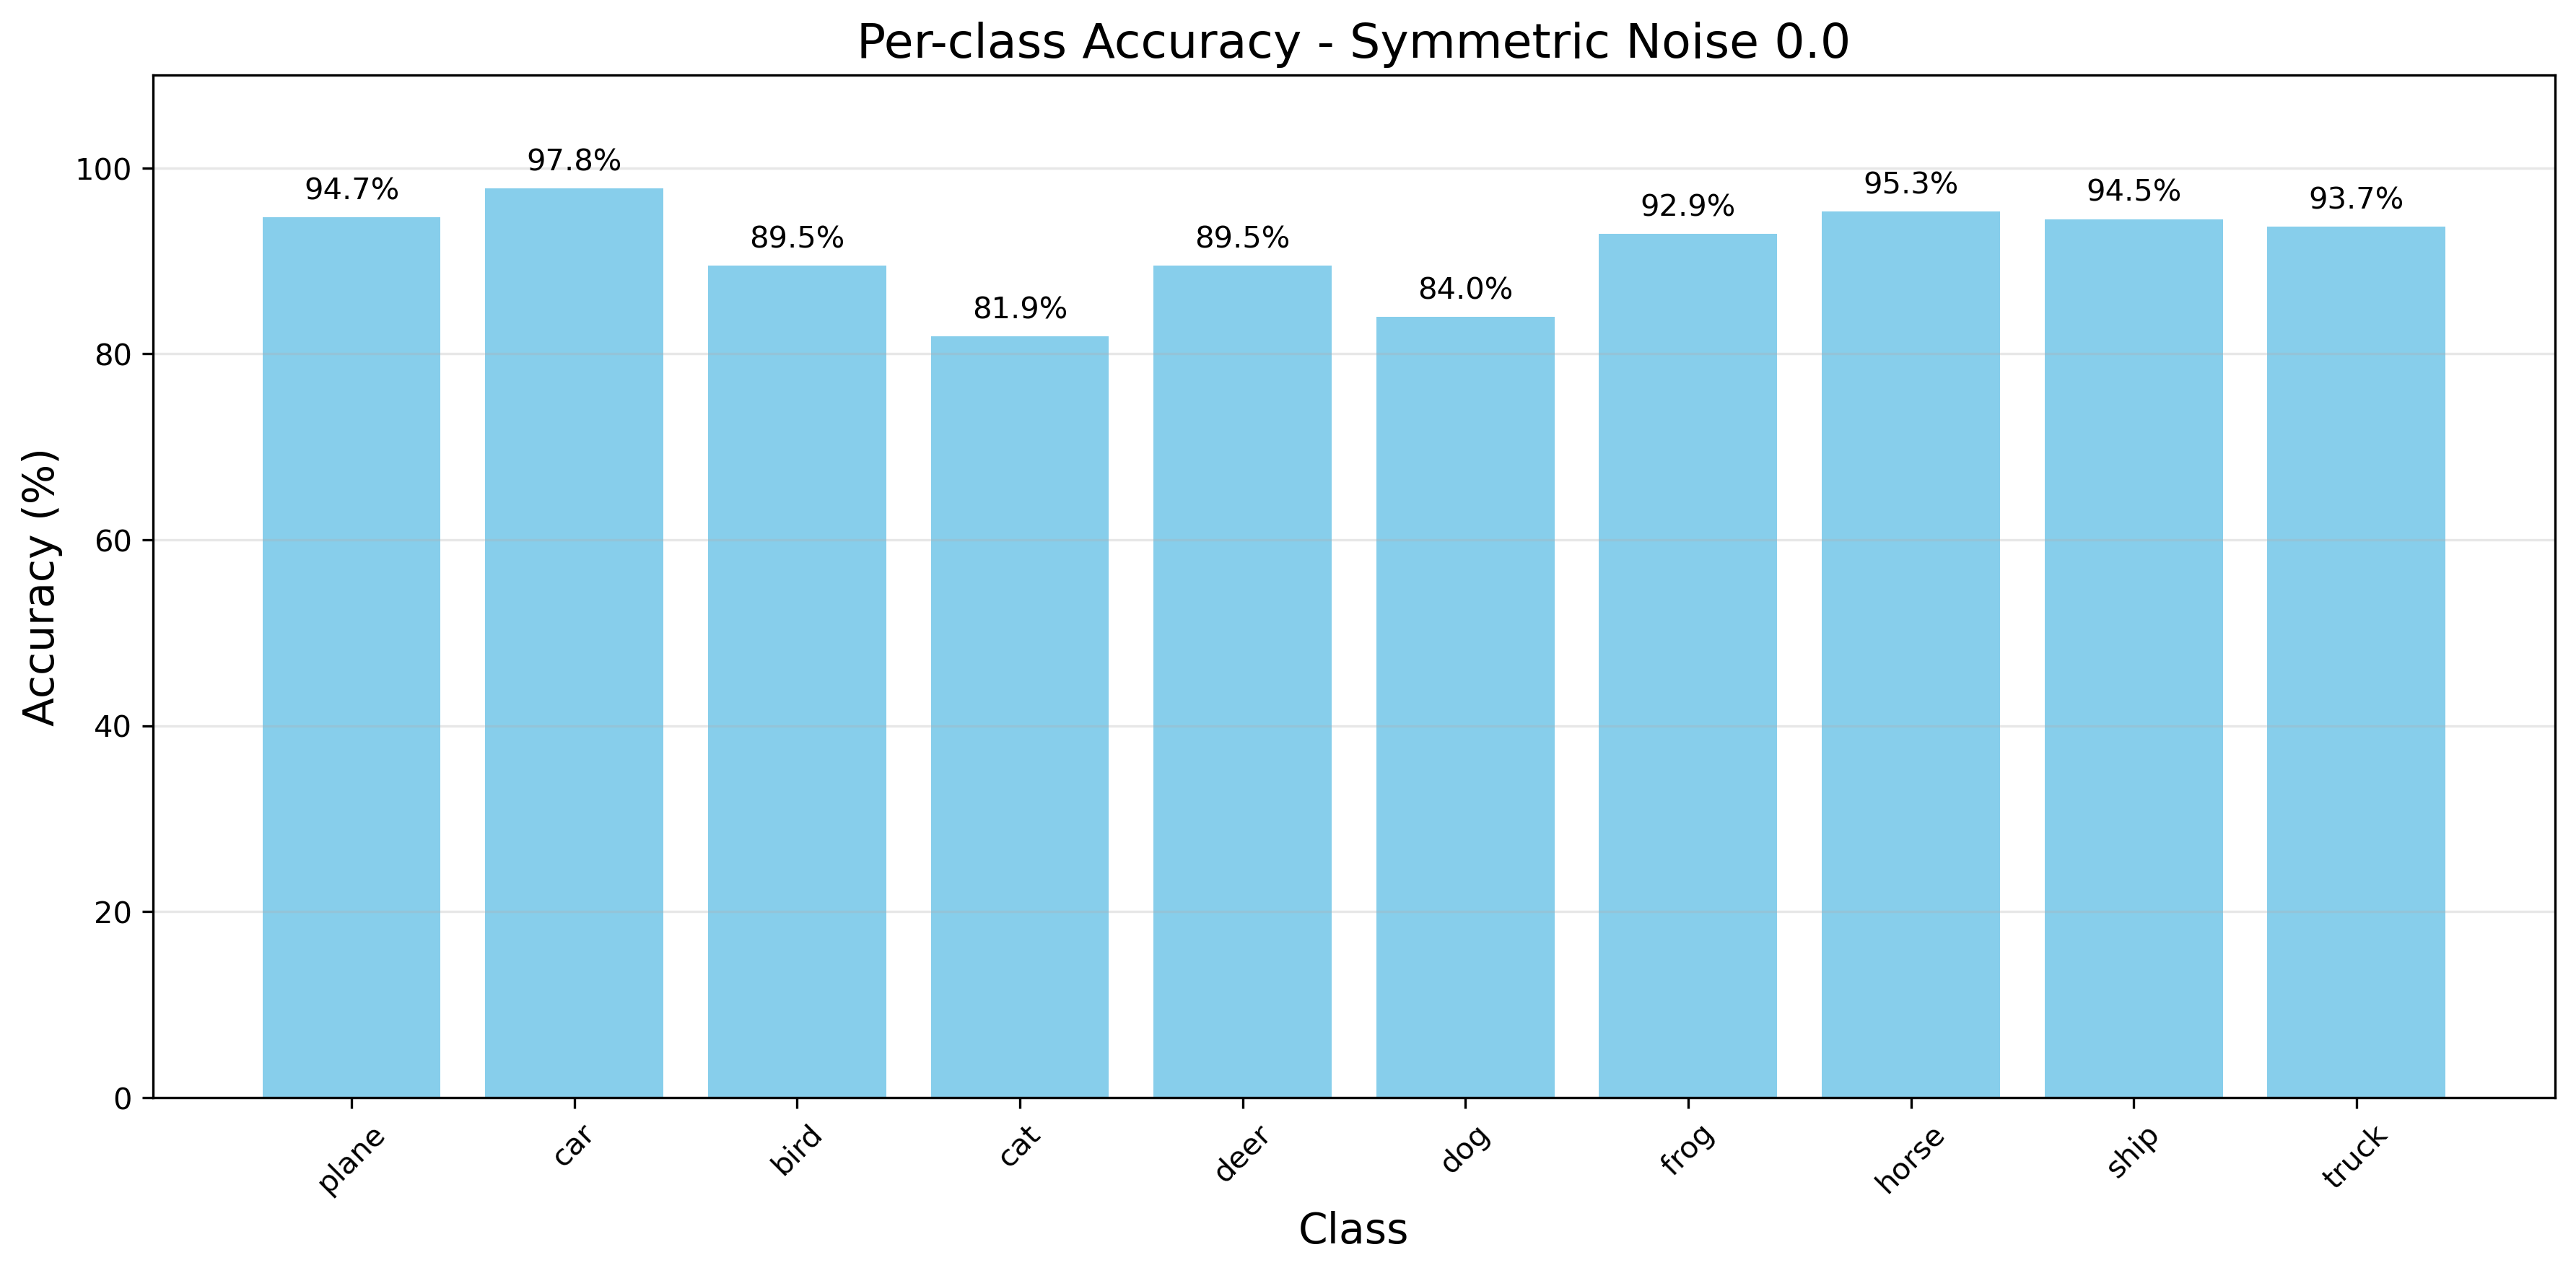 Per-class Accuracy - Symmetric Noise 0.0
Accuracy (%)
100
80
60
40
20
0
94.7%
97.8%
89.5%
81.9%
89.5%
84.0%
92.9%
95.3%
94.5%
93.7%
plane
car
bird
cat
deer
dog
frog
horse
ship
truck
Class